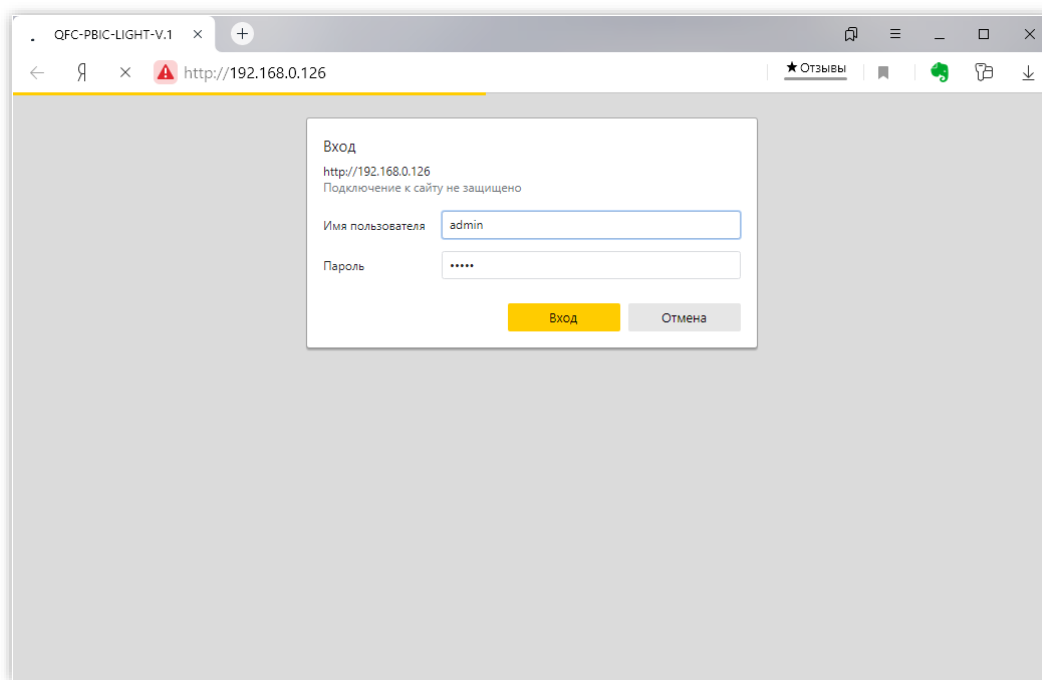 QFC-PBIC-LIGHT-V.1
Я http://192.168.0.126 ★ Отзывы
Вход
http://192.168.0.126
Подключение к сайту не защищено
Имя пользователя admin
Пароль •••••
Вход Отмена